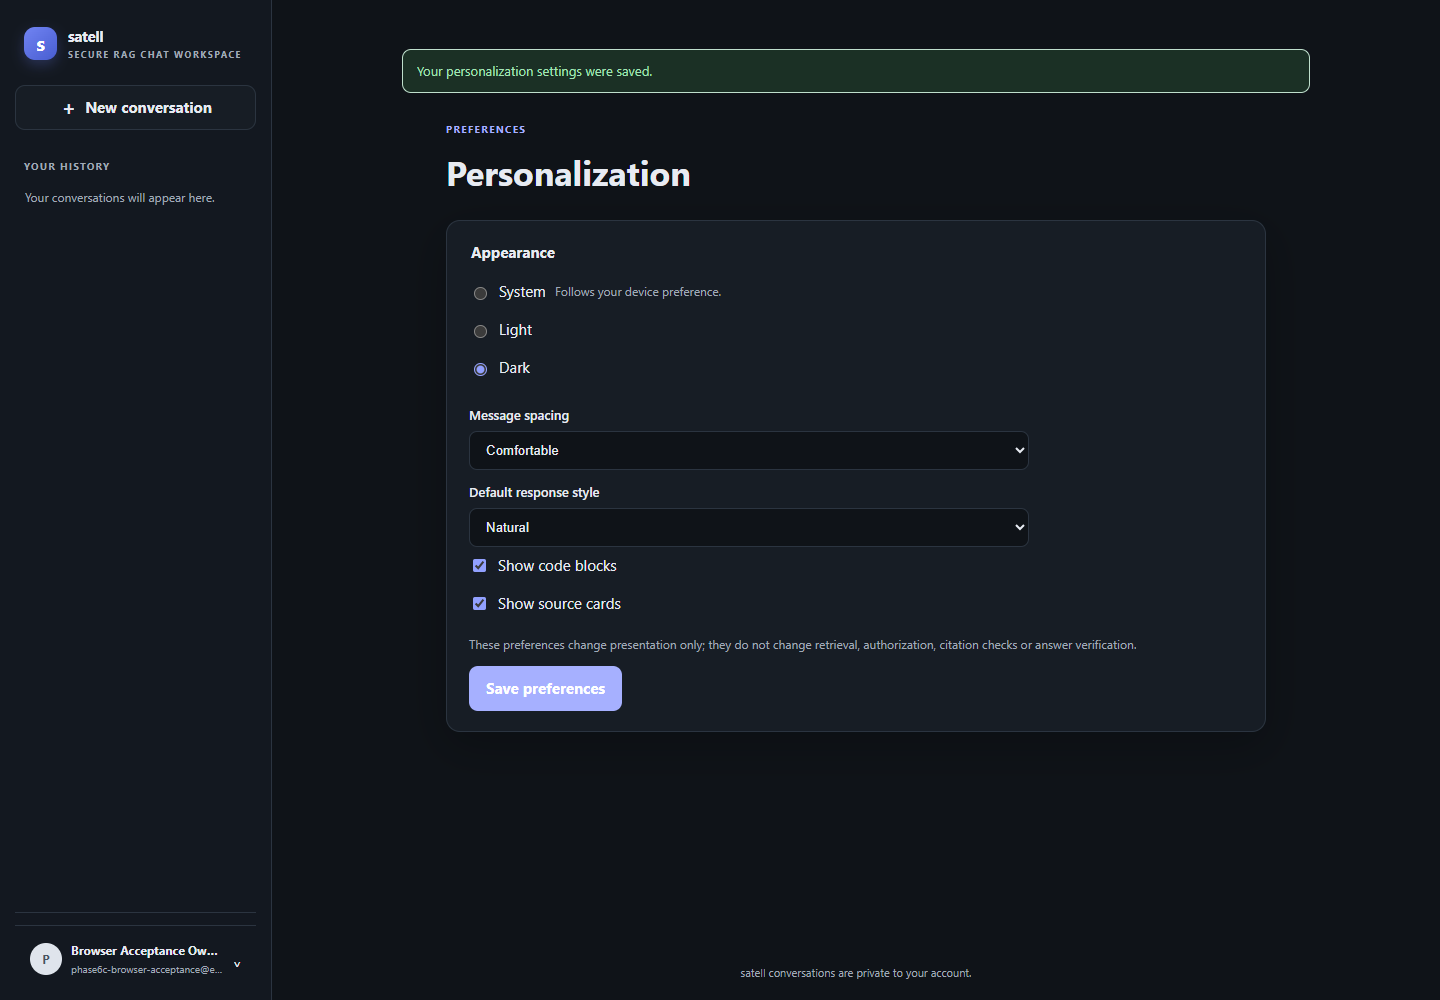 s
satell
SECURE RAG CHAT WORKSPACE
+ New conversation
YOUR HISTORY
Your conversations will appear here.
Your personalization settings were saved.
PREFERENCES
Personalization
Appearance
System Follows your device preference.
Light
Dark
Message spacing
Comfortable
Default response style
Natural
Show code blocks
Show source cards
These preferences change presentation only; they do not change retrieval, authorization, citation checks or answer verification.
Save preferences
P
Browser Acceptance Ow...
phase6c-browser-acceptance@e...
satell conversations are private to your account.